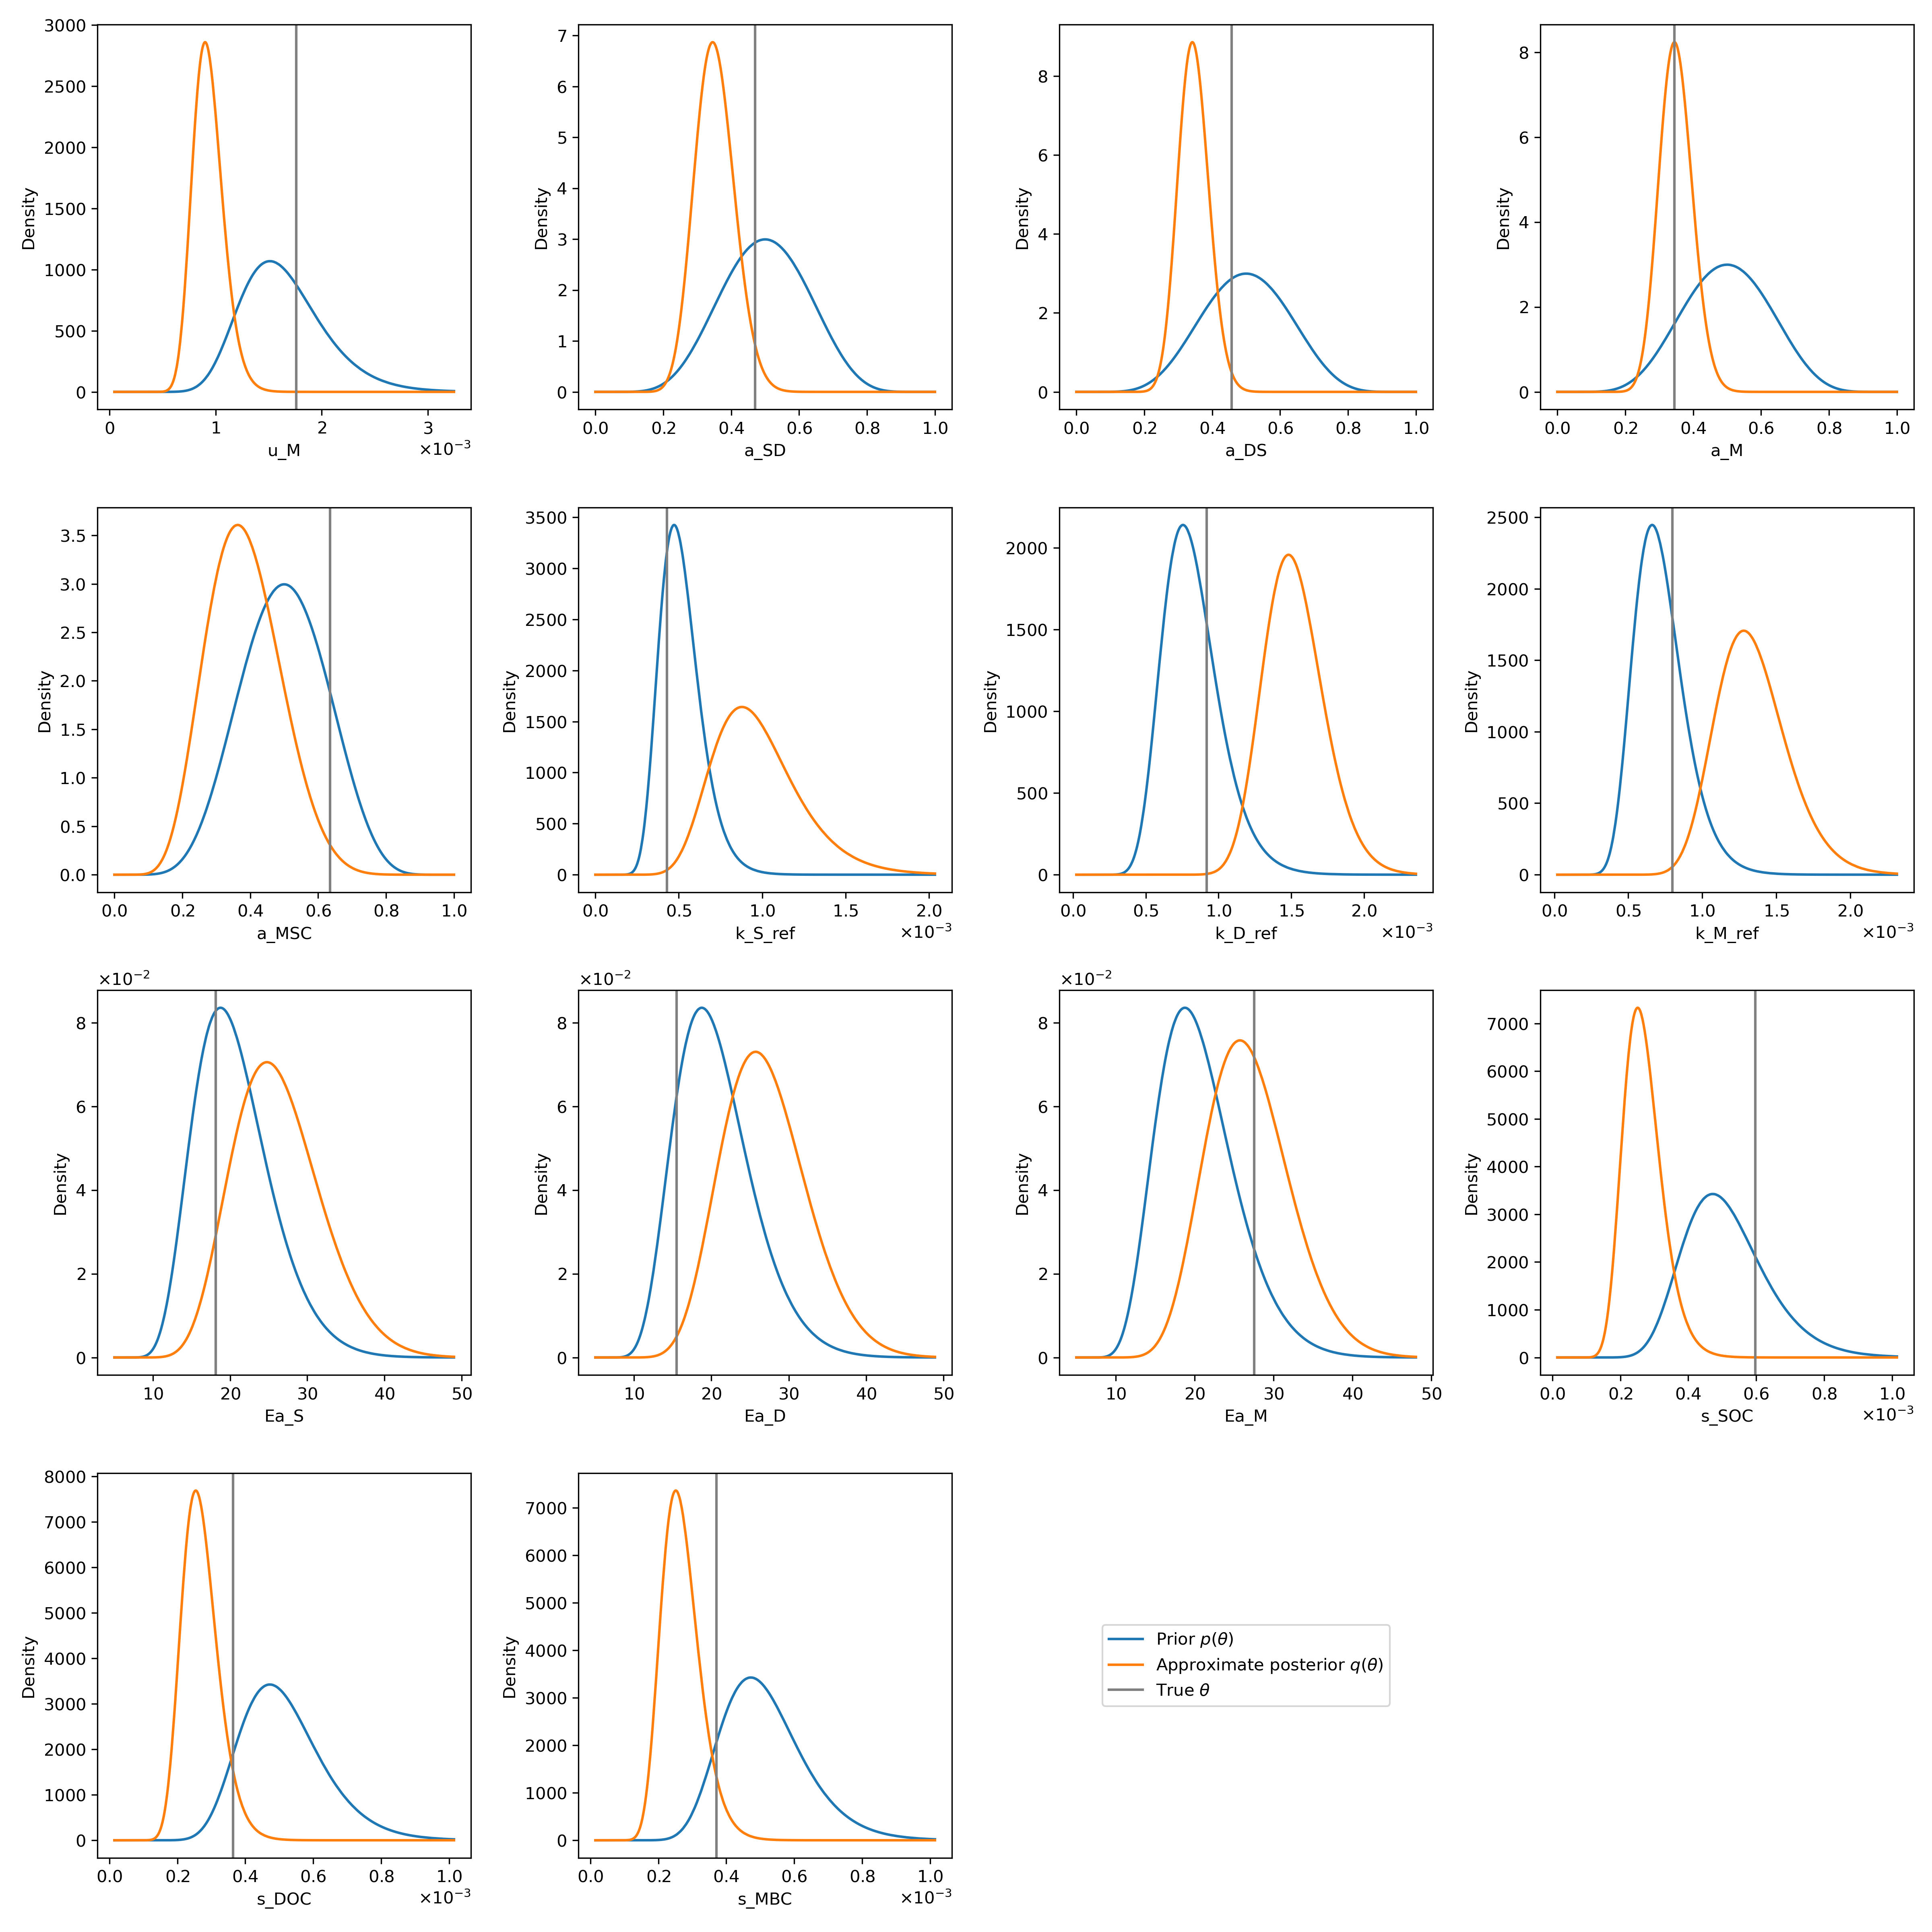 3000
2500
2000
1500
1000
500
0
Density
0 1 2 3
u_M ×10⁻³
7
6
5
4
3
2
1
0
Density
0.0 0.2 0.4 0.6 0.8 1.0
a_SD
8
6
4
2
0
Density
0.0 0.2 0.4 0.6 0.8 1.0
a_DS
8
6
4
2
0
Density
0.0 0.2 0.4 0.6 0.8 1.0
a_M
3.5
3.0
2.5
2.0
1.5
1.0
0.5
0.0
Density
0.0 0.2 0.4 0.6 0.8 1.0
a_MSC
3500
3000
2500
2000
1500
1000
500
0
Density
0.0 0.5 1.0 1.5 2.0
k_S_ref ×10⁻³
2000
1500
1000
500
0
Density
0.0 0.5 1.0 1.5 2.0
k_D_ref ×10⁻³
2500
2000
1500
1000
500
0
Density
0.0 0.5 1.0 1.5 2.0
k_M_ref ×10⁻³
×10⁻²
8
6
4
2
0
Density
10 20 30 40 50
Ea_S
×10⁻²
8
6
4
2
0
Density
10 20 30 40 50
Ea_D
×10⁻²
8
6
4
2
0
Density
10 20 30 40 50
Ea_M
7000
6000
5000
4000
3000
2000
1000
0
Density
0.0 0.2 0.4 0.6 0.8 1.0
s_SOC ×10⁻³
8000
7000
6000
5000
4000
3000
2000
1000
0
Density
0.0 0.2 0.4 0.6 0.8 1.0
s_DOC ×10⁻³
7000
6000
5000
4000
3000
2000
1000
0
Density
0.0 0.2 0.4 0.6 0.8 1.0
s_MBC ×10⁻³
Prior p(θ)
Approximate posterior q(θ)
True θ